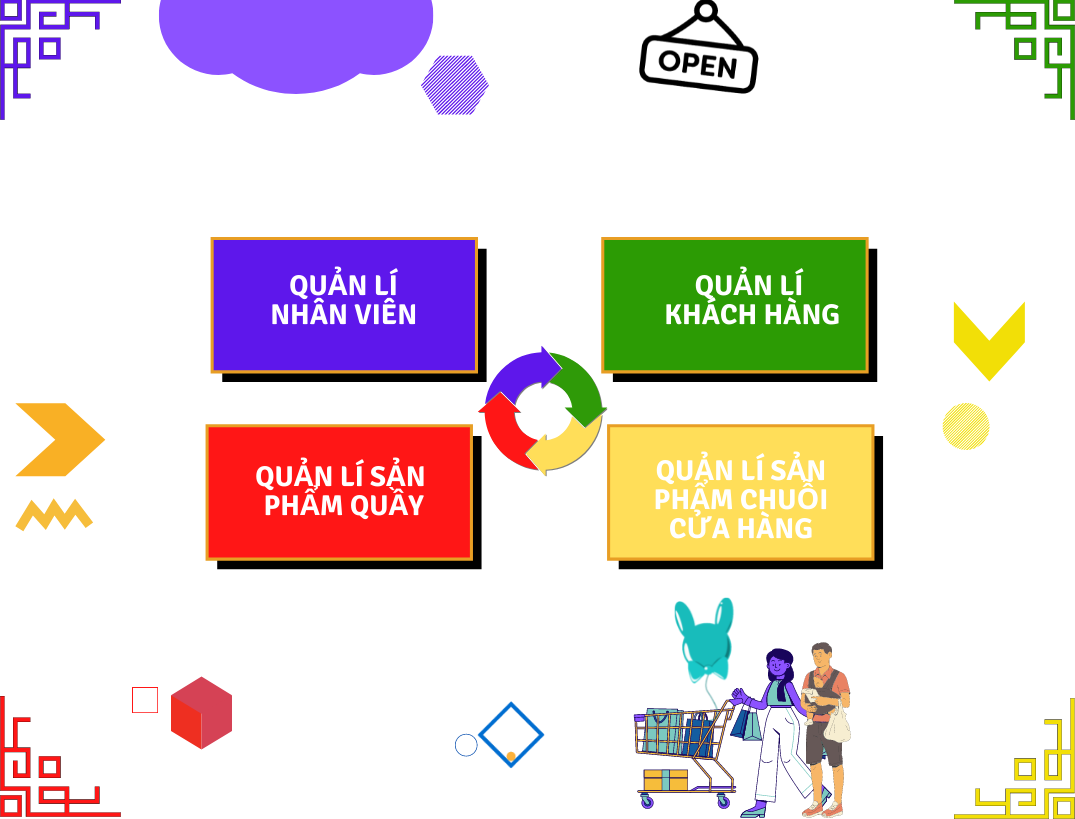 OPEN
QUẢN LÍ
NHÂN VIÊN
QUẢN LÍ
KHÁCH HÀNG
QUẢN LÍ SẢN
PHẨM QUẦY
QUẢN LÍ SẢN
PHẨM CHUỖI
CỬA HÀNG